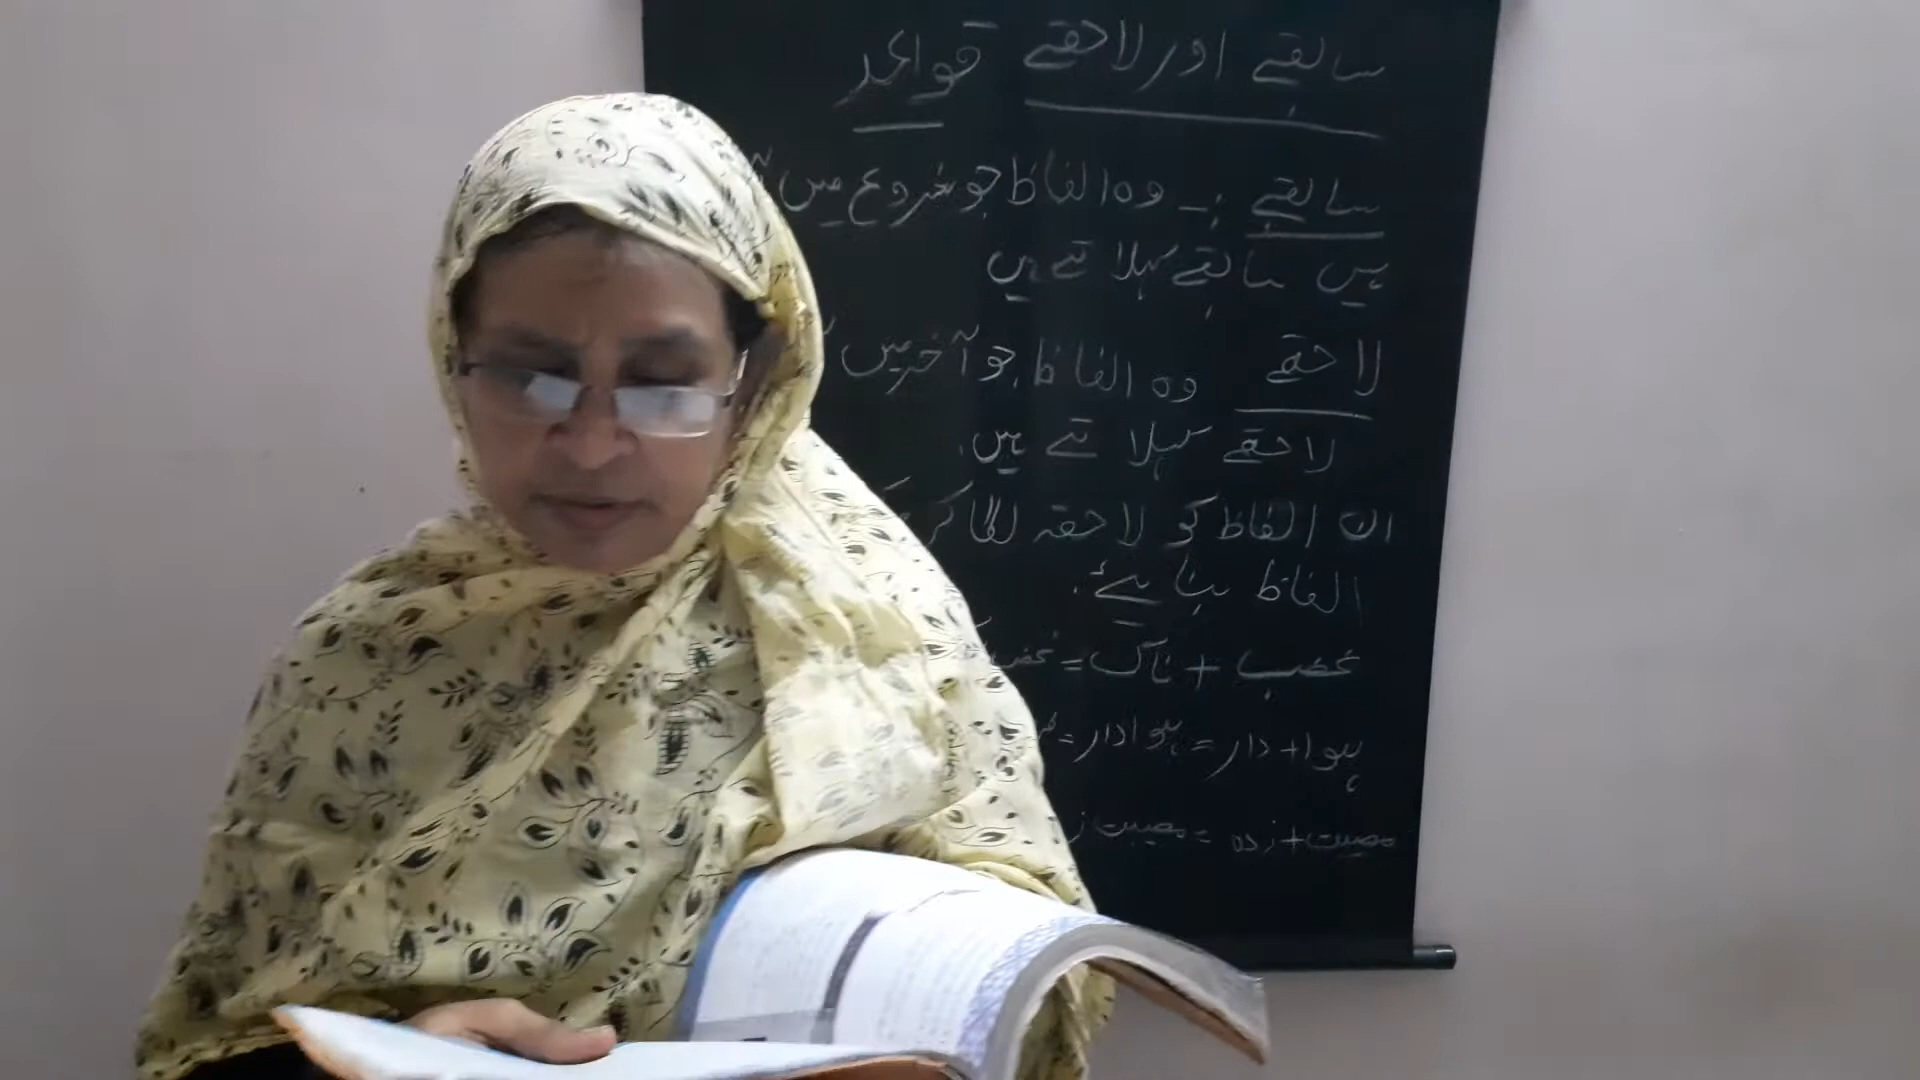 سابقے اور لاحقے قواعد
سابقے :- وہ الفاظ جو شروع میں
ہیں سابقے کہلاتے ہیں
لاحقے وہ الفاظ جو آخر میں
لاحقے کہلاتے ہیں.
ان الفاظ کو لاحقہ لگا کر
الفاظ بنایئے.
غضب + ناک =
ہوا + دار = ہوادار =
مصیبت + زدہ = مصیبت